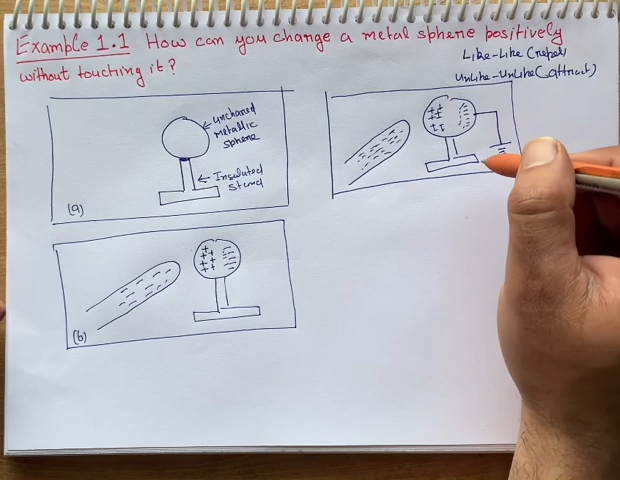 Example 1.1 How can you change a metal sphere positively
without touching it?
Like-Like (repel)
Unlike-Unlike (attract)
Unchared
Metallic
sphere
Insulated
Stand
(a)
(b)